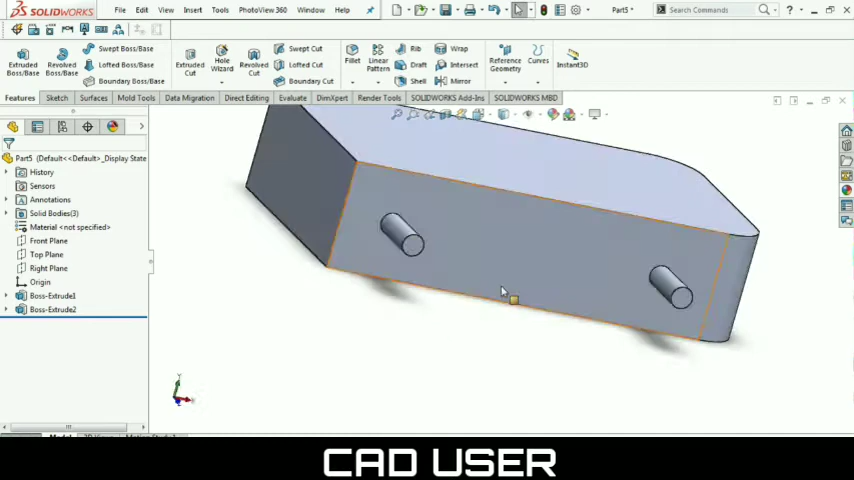 SOLIDWORKS File Edit View Insert Tools PhotoView 360 Window Help Part5 * Search Commands
Extruded Boss/Base
Revolved Boss/Base
Swept Boss/Base
Lofted Boss/Base
Boundary Boss/Base
Extruded Cut
Hole Wizard
Revolved Cut
Swept Cut
Lofted Cut
Boundary Cut
Fillet
Linear Pattern
Rib
Draft
Shell
Wrap
Intersect
Mirror
Reference Geometry
Curves
Instant3D
Features Sketch Surfaces Mold Tools Data Migration Direct Editing Evaluate DimXpert Render Tools SOLIDWORKS Add-Ins SOLIDWORKS MBD
Part5 (Default<<Default>_Display State
History
Sensors
Annotations
Solid Bodies(3)
Material <not specified>
Front Plane
Top Plane
Right Plane
Origin
Boss-Extrude1
Boss-Extrude2
CAD USER